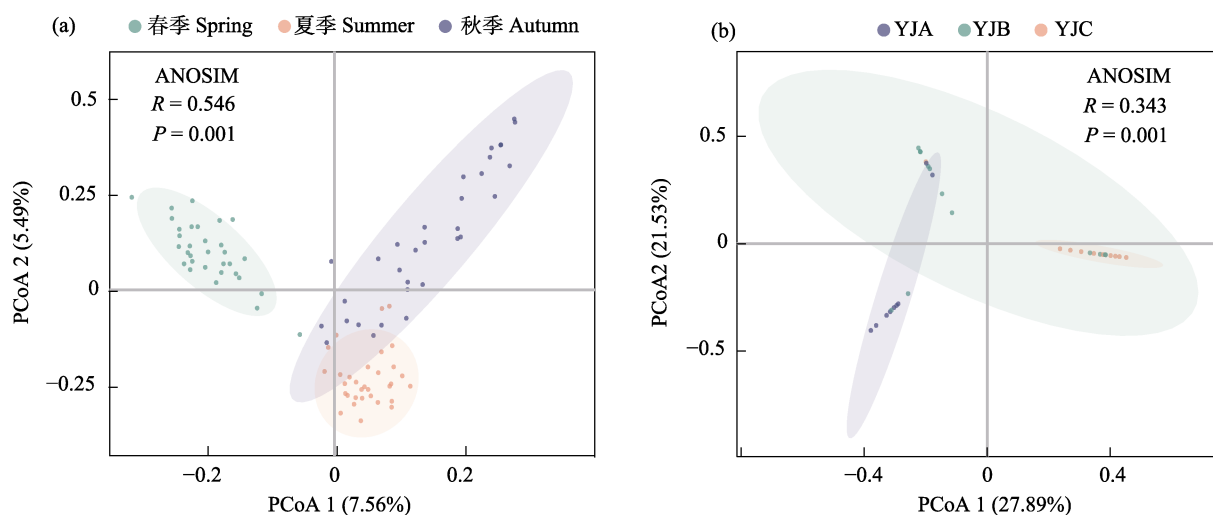 (a)
春季 Spring 夏季 Summer 秋季 Autumn
ANOSIM
R = 0.546
P = 0.001
0.5
0.25
0
−0.25
PCoA 2 (5.49%)
−0.2 0 0.2
PCoA 1 (7.56%)
(b)
YJA YJB YJC
ANOSIM
R = 0.343
P = 0.001
0.5
0
−0.5
PCoA2 (21.53%)
−0.4 0 0.4
PCoA 1 (27.89%)